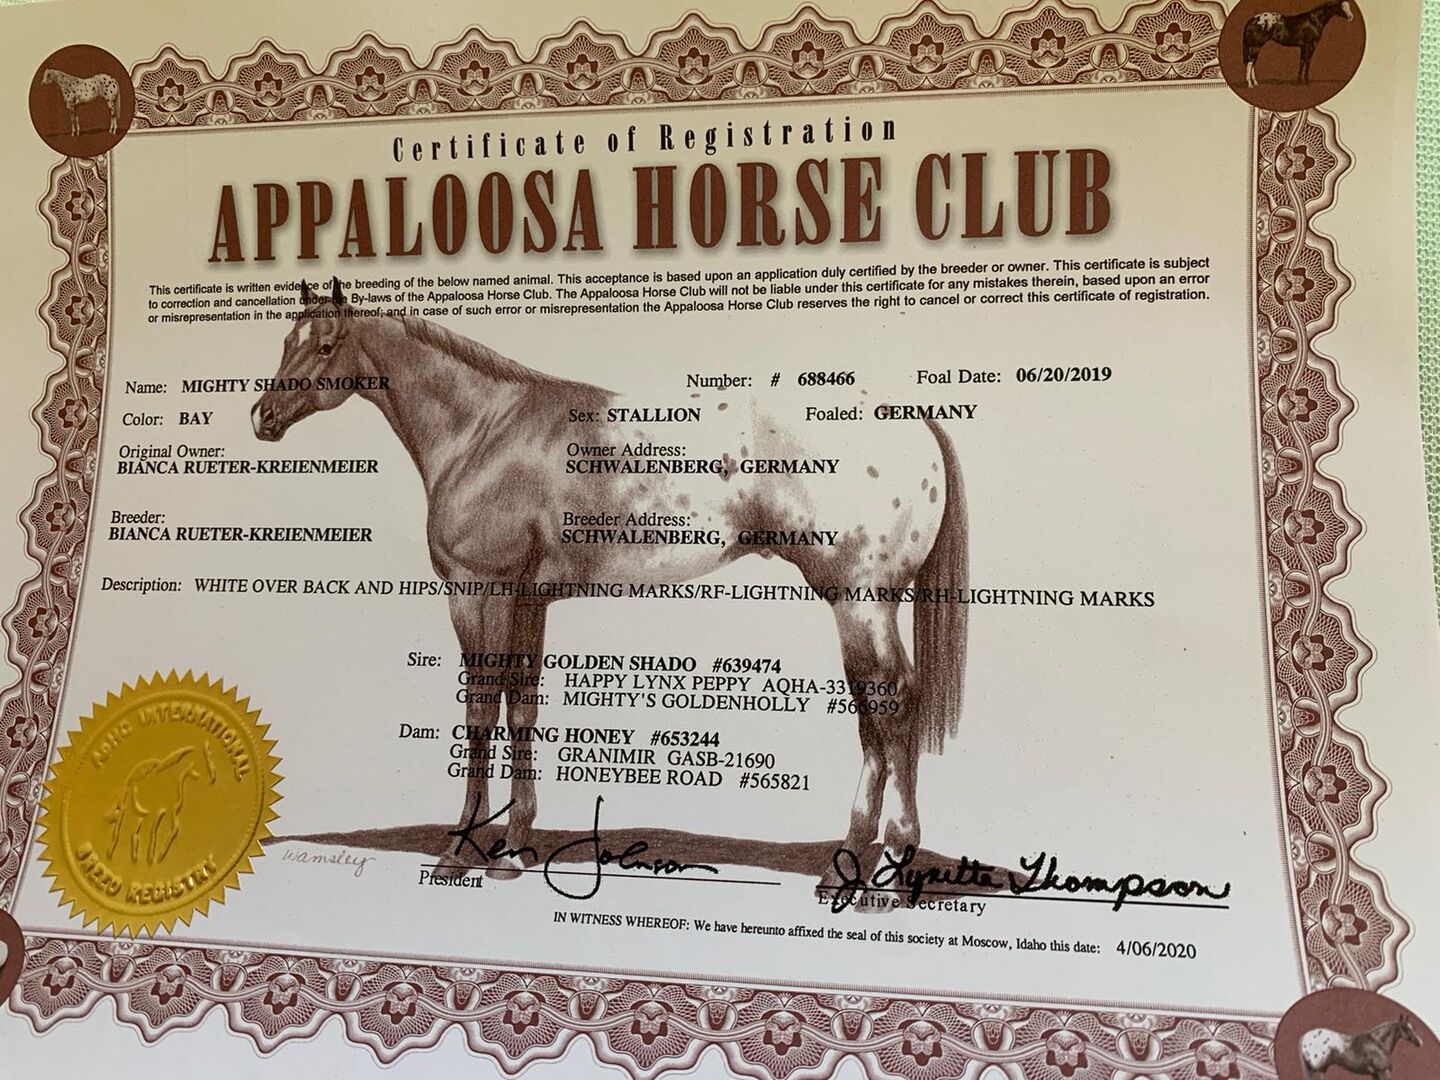 Certificate of Registration
APPALOOSA HORSE CLUB
This certificate is written evidence of the breeding of the below named animal. This acceptance is based upon an application duly certified by the breeder or owner. This certificate is subject
to correction and cancellation under the By-laws of the Appaloosa Horse Club. The Appaloosa Horse Club will not be liable under this certificate for any mistakes therein, based upon an error
or misrepresentation in the application thereof; and in case of such error or misrepresentation the Appaloosa Horse Club reserves the right to cancel or correct this certificate of registration.
Name: MIGHTY SHADO SMOKER Number: # 688466 Foal Date: 06/20/2019
Color: BAY Sex: STALLION Foaled: GERMANY
Original Owner: Owner Address:
BIANCA RUETER-KREIENMEIER SCHWALENBERG, GERMANY
Breeder: Breeder Address:
BIANCA RUETER-KREIENMEIER SCHWALENBERG, GERMANY
Description: WHITE OVER BACK AND HIPS/SNIP/LH-LIGHTNING MARKS/RF-LIGHTNING MARKS/RH-LIGHTNING MARKS
Sire: MIGHTY GOLDEN SHADO #639474
Grand Sire: HAPPY LYNX PEPPY AQHA-3319360
Grand Dam: MIGHTY'S GOLDENHOLLY #566959
Dam: CHARMING HONEY #653244
Grand Sire: GRANIMIR GASB-21690
Grand Dam: HONEYBEE ROAD #565821
APHC INTERNATIONAL
BREED REGISTRY
Wamsley
Ken Johnson
President
J. Lynette Thompson
Executive Secretary
IN WITNESS WHEREOF: We have hereunto affixed the seal of this society at Moscow, Idaho this date: 4/06/2020